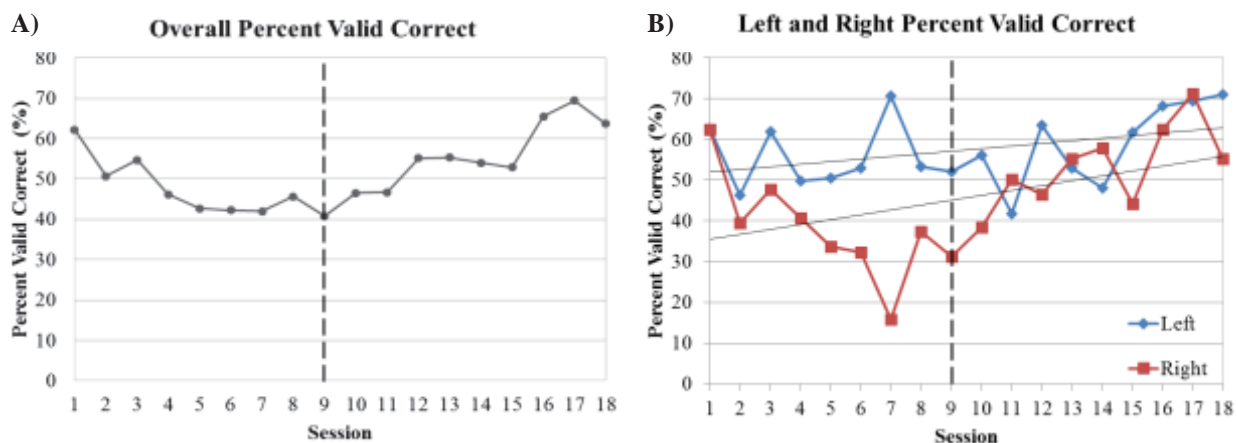 A)
Overall Percent Valid Correct
Percent Valid Correct (%)
80
70
60
50
40
30
20
10
0
1 2 3 4 5 6 7 8 9 10 11 12 13 14 15 16 17 18
Session
B)
Left and Right Percent Valid Correct
Percent Valid Correct (%)
80
70
60
50
40
30
20
10
0
Left
Right
1 2 3 4 5 6 7 8 9 10 11 12 13 14 15 16 17 18
Session